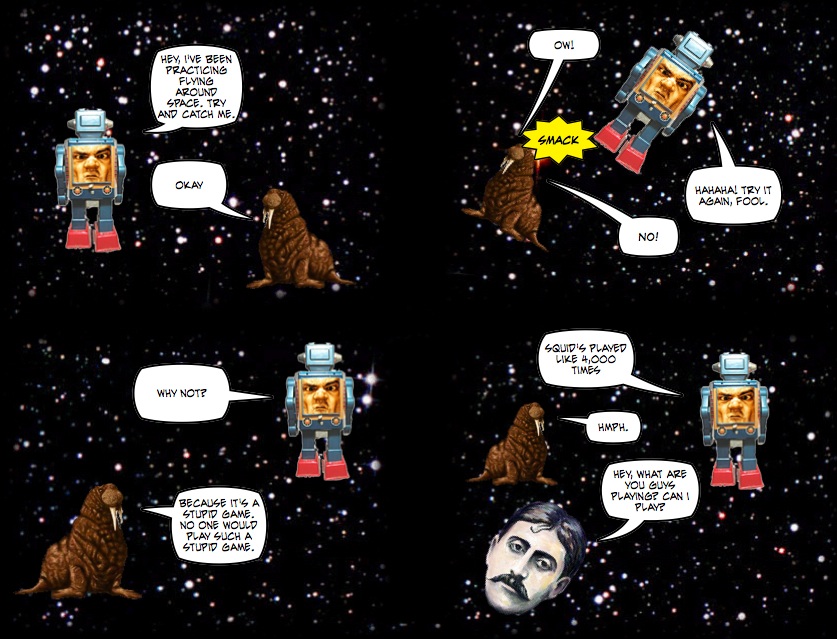 HEY, I'VE BEEN
PRACTICING
FLYING
AROUND
SPACE. TRY
AND CATCH ME.
OKAY
OW!
SMACK
HAHAHA! TRY IT
AGAIN, FOOL.
NO!
WHY NOT?
BECAUSE IT'S A
STUPID GAME.
NO ONE WOULD
PLAY SUCH A
STUPID GAME.
SQUID'S PLAYED
LIKE 4,000
TIMES
HMPH.
HEY, WHAT ARE
YOU GUYS
PLAYING? CAN I
PLAY?